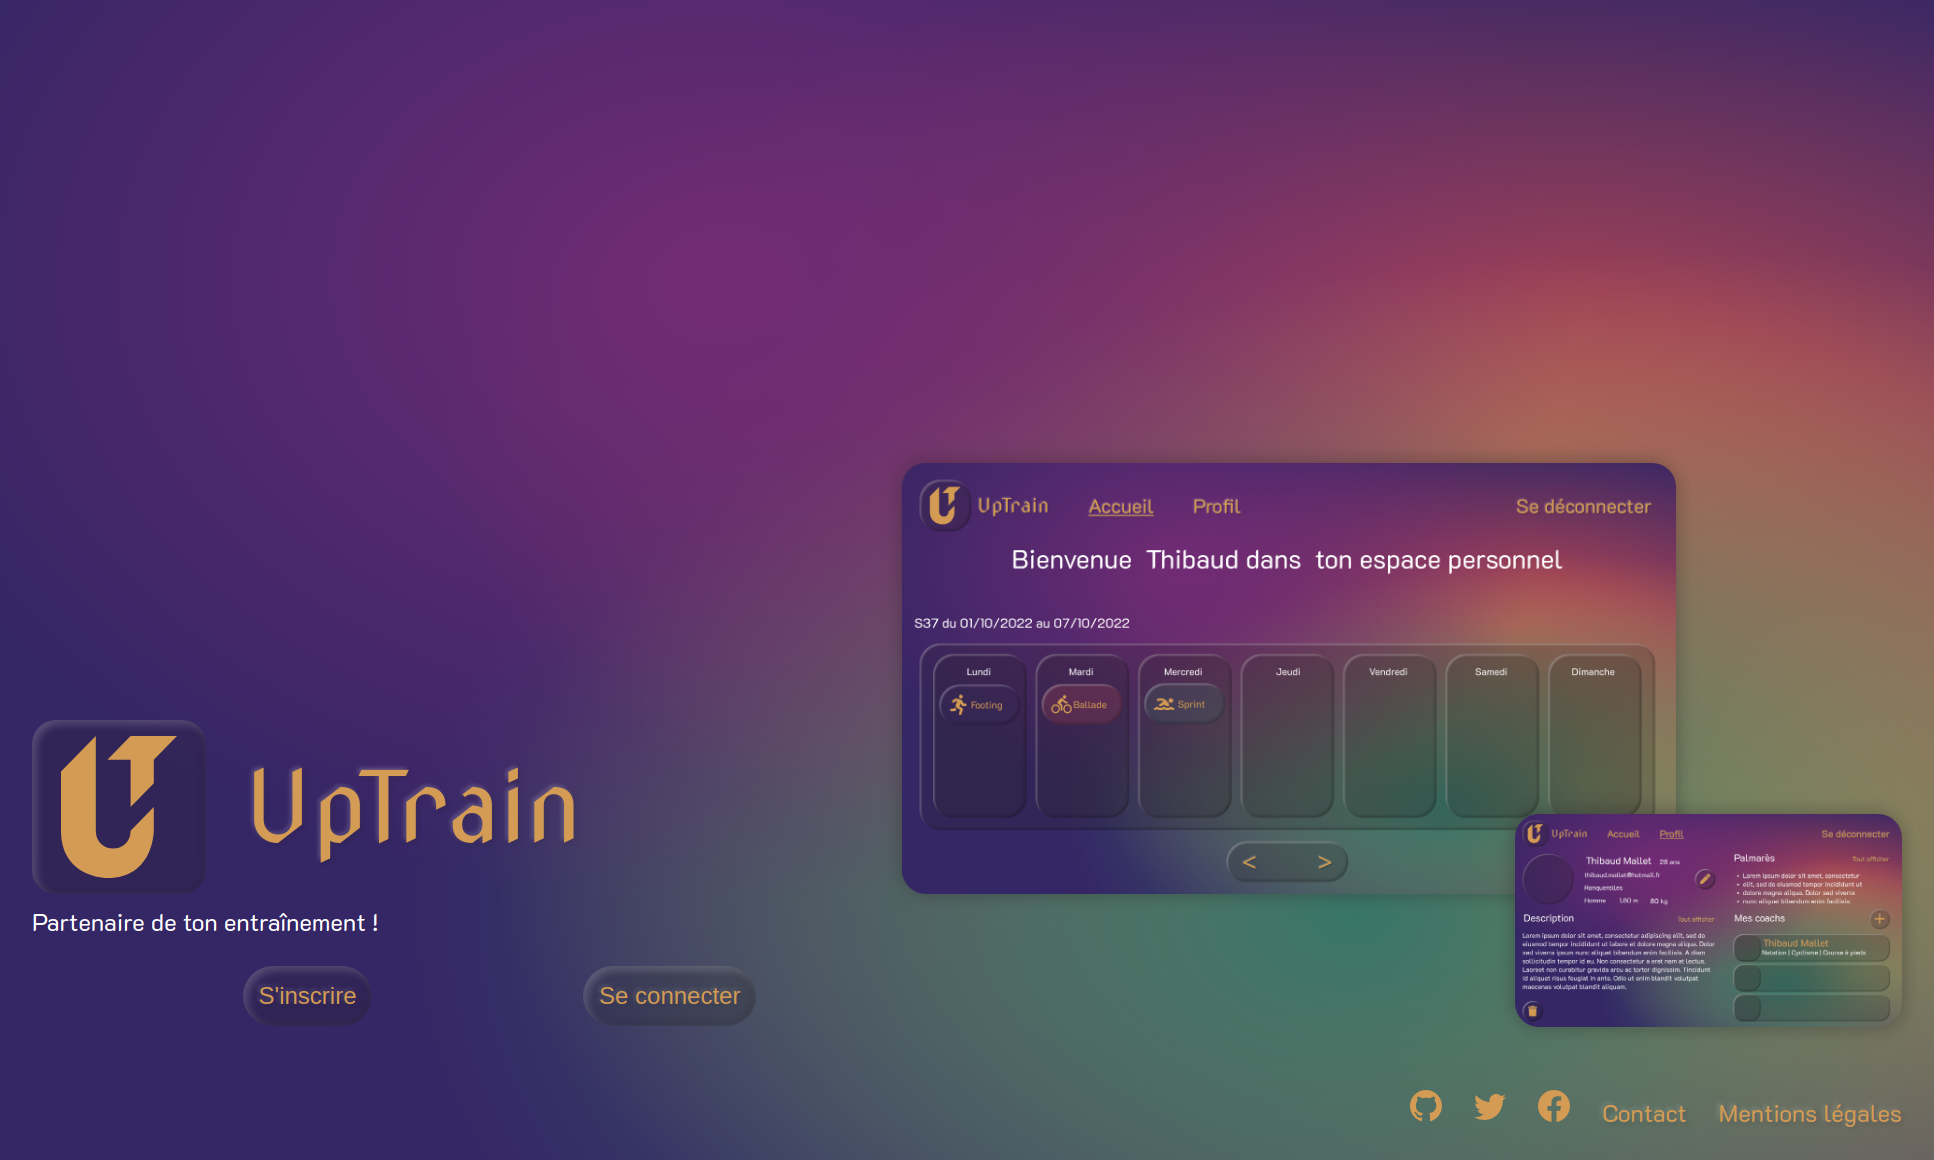 UpTrain Accueil Profil Se déconnecter
Bienvenue Thibaud dans ton espace personnel
S37 du 01/10/2022 au 07/10/2022
Lundi Mardi Mercredi Jeudi Vendredi Samedi Dimanche
Footing Ballade Sprint
< >
UpTrain
Partenaire de ton entraînement !
S'inscrire Se connecter
UpTrain Accueil Profil Se déconnecter
Thibaud Mallet 28 ans
thibaud.mallet@hotmail.fr
Ranquerolles
Homme 1,80 m 80 kg
Description Tout afficher
Lorem ipsum dolor sit amet, consectetur adipiscing elit, sed do
eiusmod tempor incididunt ut labore et dolore magna aliqua. Dolor
sed viverra ipsum nunc aliquet bibendum enim facilisis. A diam
sollicitudin tempor id eu. Non consectetur a erat nam at lectus.
Laoreet non curabitur gravida arcu ac tortor dignissim. Tincidunt
id aliquet risus feugiat in ante. Odio ut enim blandit volutpat
maecenas volutpat blandit aliquam.
Palmarès Tout afficher
• Lorem ipsum dolor sit amet, consectetur
• elit, sed do eiusmod tempor incididunt ut
• dolore magna aliqua. Dolor sed viverra
• nunc aliquet bibendum enim facilisis.
Mes coachs
Thibaud Mallet
Natation | Cyclisme | Course à pieds
Contact Mentions légales